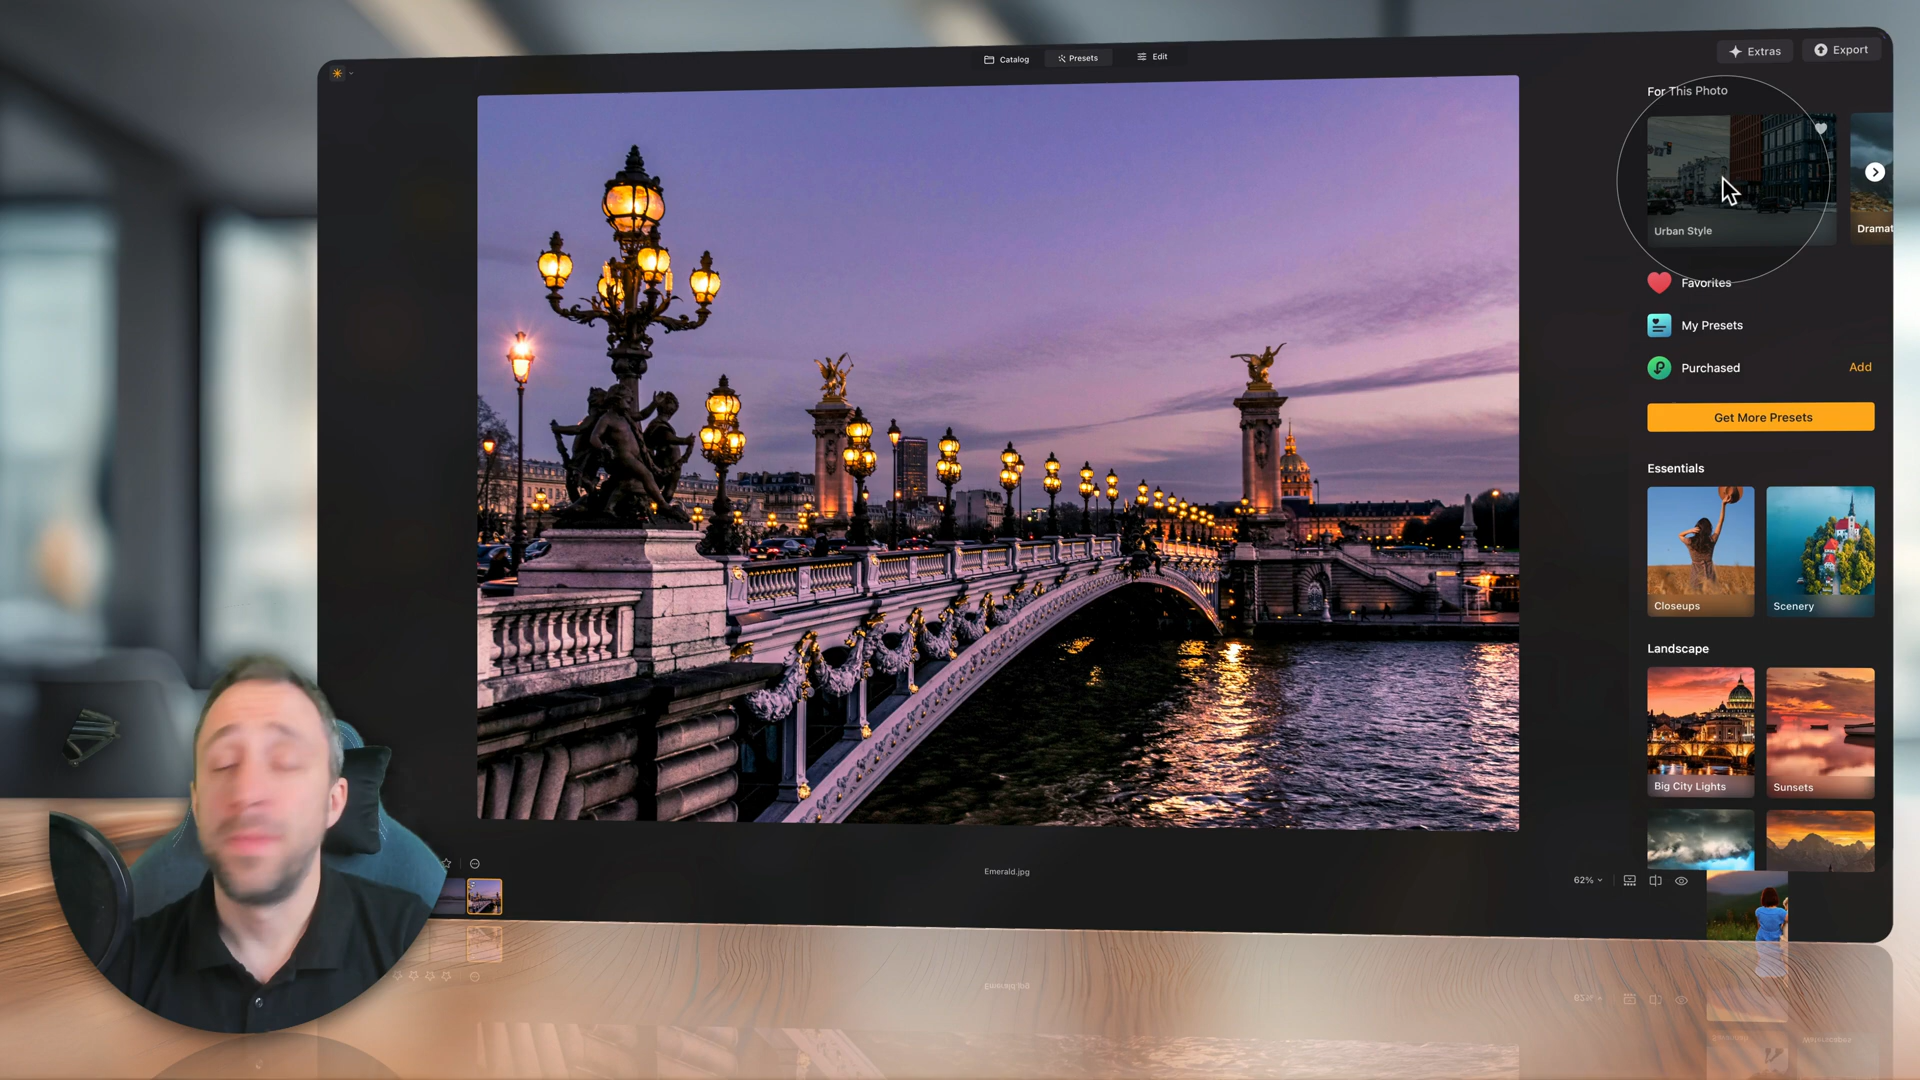 Catalog
Presets
Edit
Extras
Export
For This Photo
Urban Style
Dramat
Favorites
My Presets
Purchased
Add
Get More Presets
Essentials
Closeups
Scenery
Landscape
Big City Lights
Sunsets
Emerald.jpg
62%